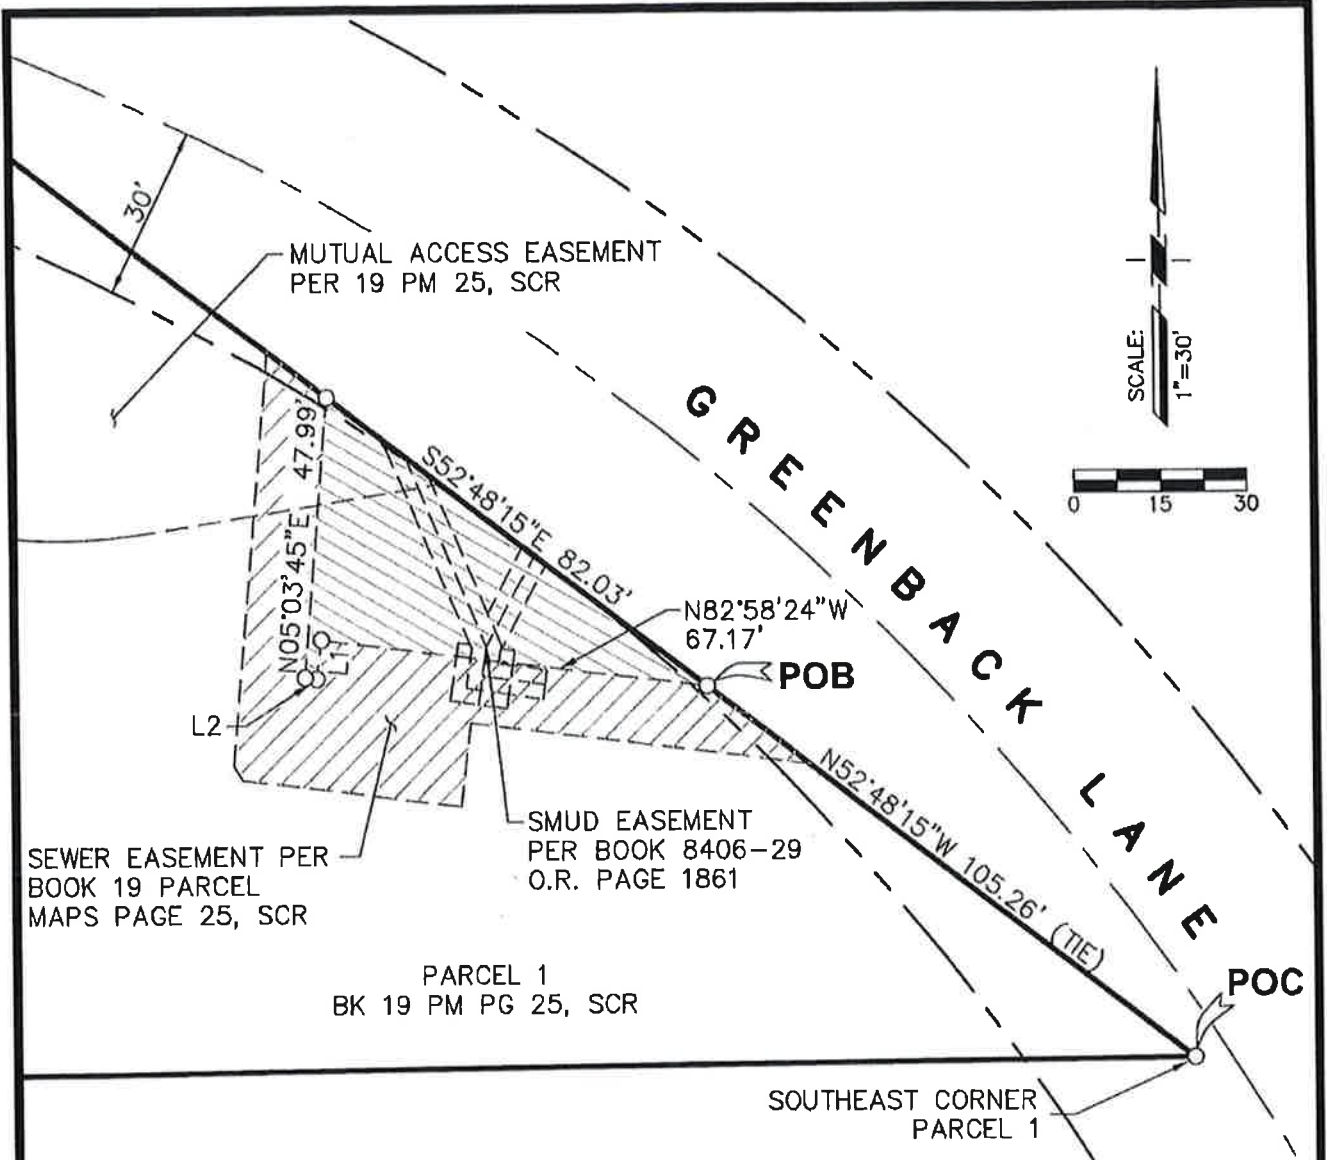 30'
MUTUAL ACCESS EASEMENT
PER 19 PM 25, SCR
SCALE:
1"=30'
0 15 30
GREENBACK LANE
N05°03'45"E 47.99'
S52°48'15"E 82.03'
N82°58'24"W
67.17'
POB
L1
L2
N52°48'15"W 105.26' (TIE)
SMUD EASEMENT
PER BOOK 8406-29
O.R. PAGE 1861
SEWER EASEMENT PER
BOOK 19 PARCEL
MAPS PAGE 25, SCR
PARCEL 1
BK 19 PM PG 25, SCR
POC
SOUTHEAST CORNER
PARCEL 1